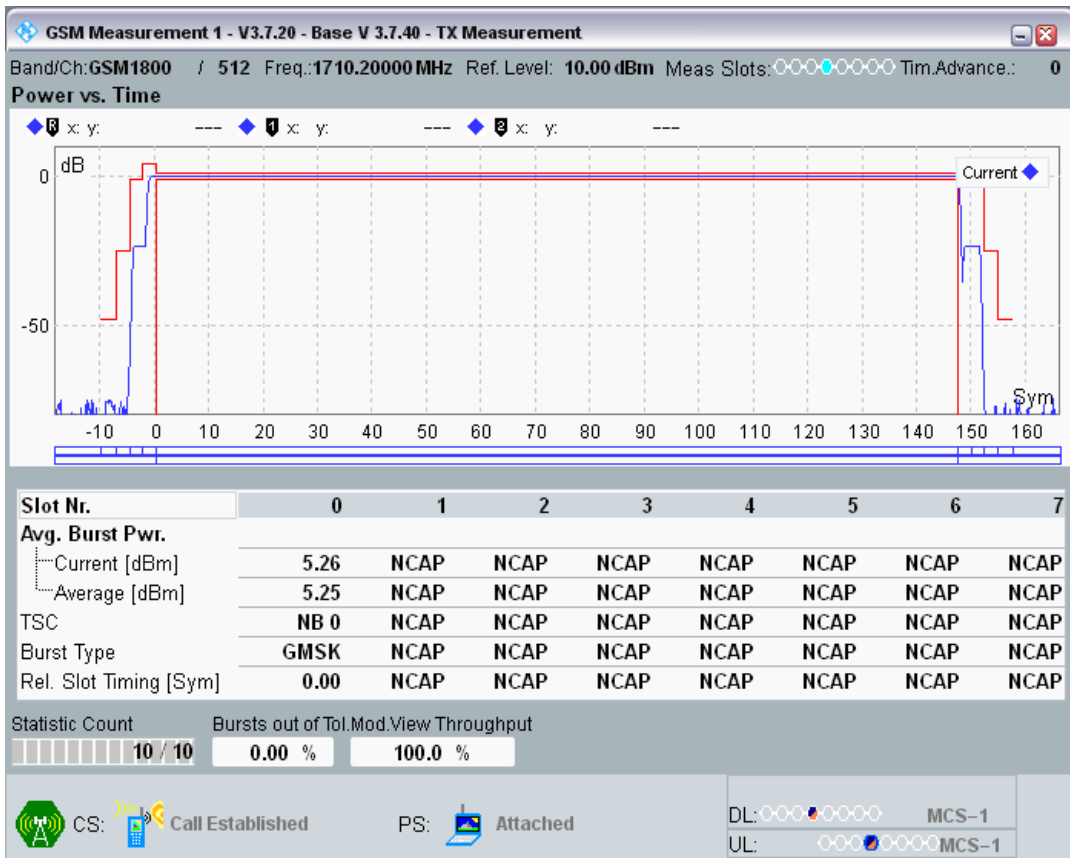 GSM Measurement 1 - V3.7.20 - Base V 3.7.40 - TX Measurement
Band/Ch:GSM1800 / 512 Freq.:1710.20000 MHz Ref. Level: 10.00 dBm Meas Slots: Tim.Advance.: 0
Power vs. Time
R x: y: --- 1 x: y: --- 2 x: y: ---
dB
Current
0
-50
Sym
-10 0 10 20 30 40 50 60 70 80 90 100 110 120 130 140 150 160
Slot Nr. 0 1 2 3 4 5 6 7
Avg. Burst Pwr.
Current [dBm] 5.26 NCAP NCAP NCAP NCAP NCAP NCAP NCAP
Average [dBm] 5.25 NCAP NCAP NCAP NCAP NCAP NCAP NCAP
TSC NB 0 NCAP NCAP NCAP NCAP NCAP NCAP NCAP
Burst Type GMSK NCAP NCAP NCAP NCAP NCAP NCAP NCAP
Rel. Slot Timing [Sym] 0.00 NCAP NCAP NCAP NCAP NCAP NCAP NCAP
Statistic Count Bursts out of Tol.Mod.View Throughput
10 / 10 0.00 % 100.0 %
CS: Call Established PS: Attached
DL: MCS-1
UL: MCS-1